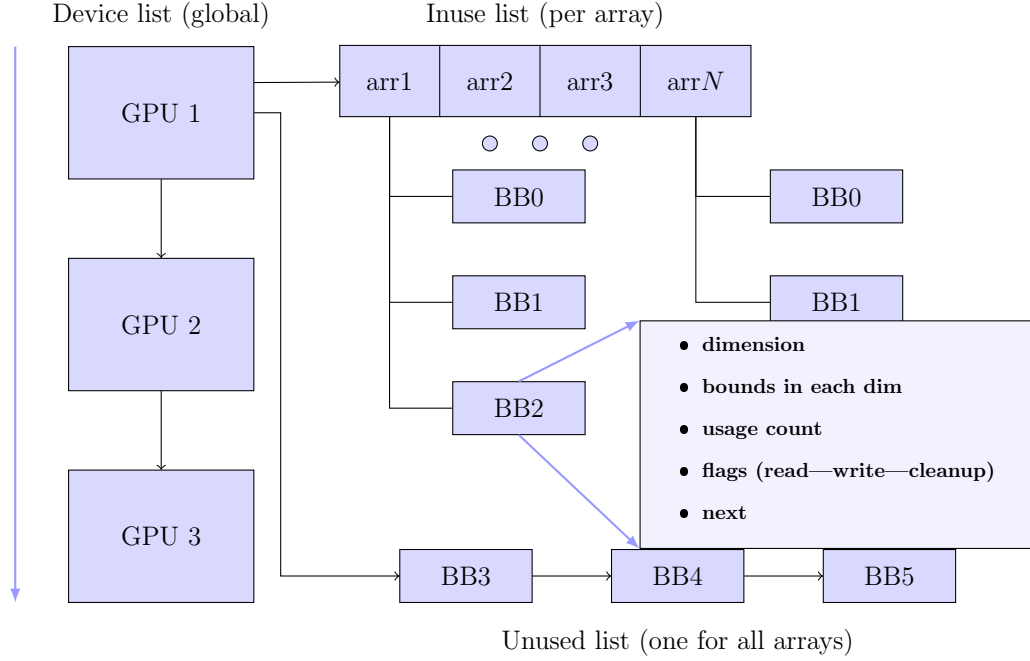 Device list (global)
Inuse list (per array)
GPU 1
arr1 arr2 arr3 arrN
BB0 BB0
GPU 2
BB1 BB1
• dimension
• bounds in each dim
BB2
• usage count
• flags (read—write—cleanup)
• next
GPU 3
BB3 BB4 BB5
Unused list (one for all arrays)